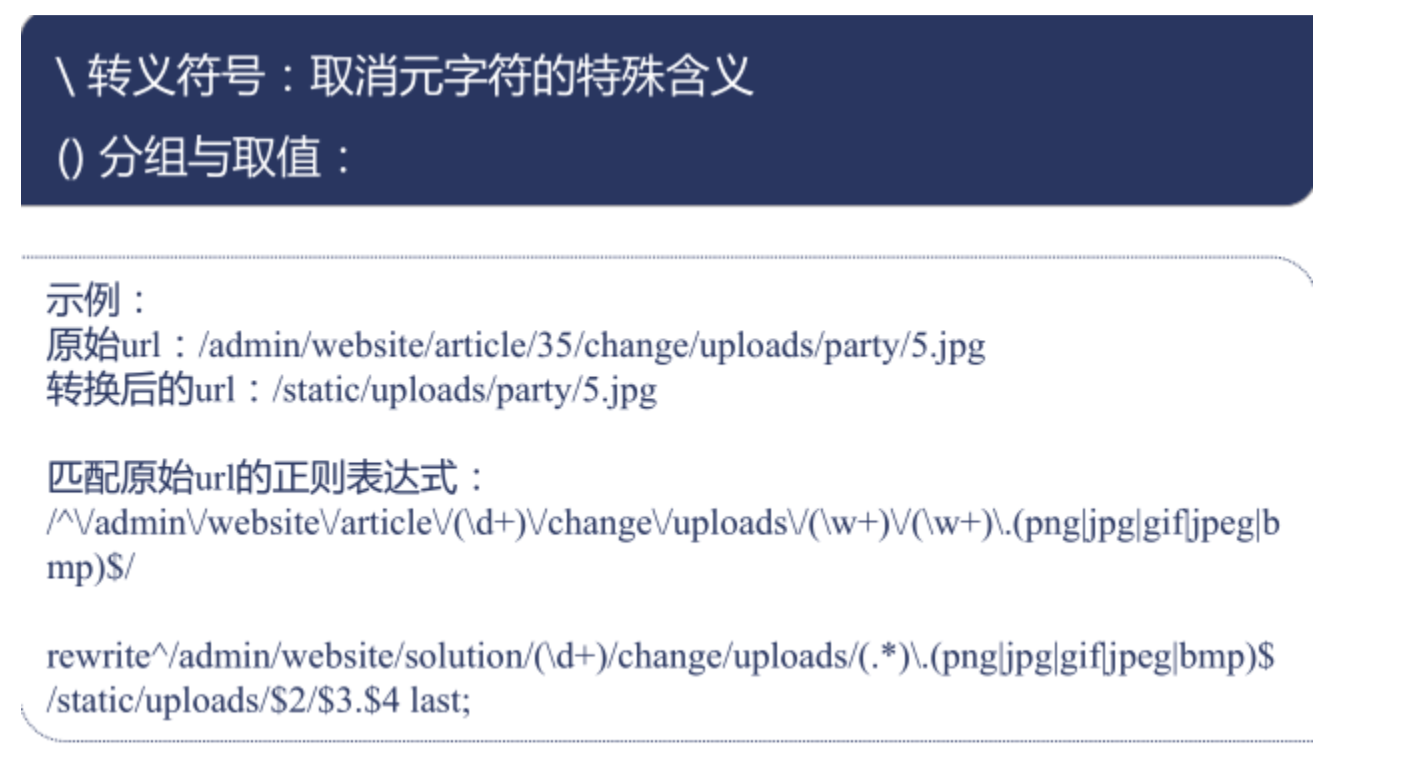 \ 转义符号：取消元字符的特殊含义
() 分组与取值：
示例：
原始url：/admin/website/article/35/change/uploads/party/5.jpg
转换后的url：/static/uploads/party/5.jpg
匹配原始url的正则表达式：
/^\/admin\/website\/article\/(\d+)\/change\/uploads\/(\w+)\/(\w+)\.(png|jpg|gif|jpeg|b
mp)$/
rewrite^/admin/website/solution/(\d+)/change/uploads/(.*)\.(png|jpg|gif|jpeg|bmp)$
/static/uploads/$2/$3.$4 last;